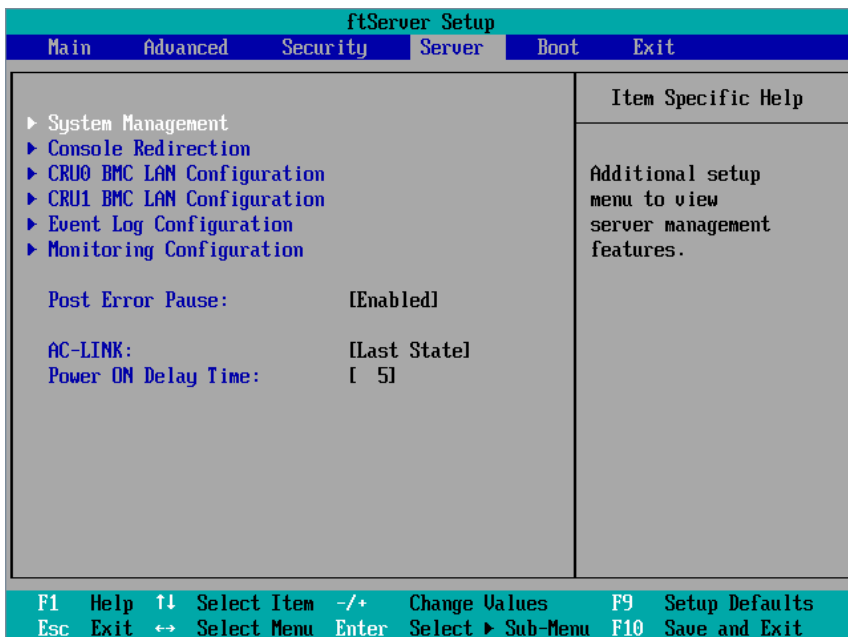 ftServer Setup
Main Advanced Security Server Boot Exit
▶ System Management
▶ Console Redirection
▶ CRU0 BMC LAN Configuration
▶ CRU1 BMC LAN Configuration
▶ Event Log Configuration
▶ Monitoring Configuration
Post Error Pause: [Enabled]
AC-LINK: [Last State]
Power ON Delay Time: [ 5]
Item Specific Help
Additional setup
menu to view
server management
features.
F1 Help ↑↓ Select Item -/+ Change Values F9 Setup Defaults
Esc Exit ↔ Select Menu Enter Select ▶ Sub-Menu F10 Save and Exit